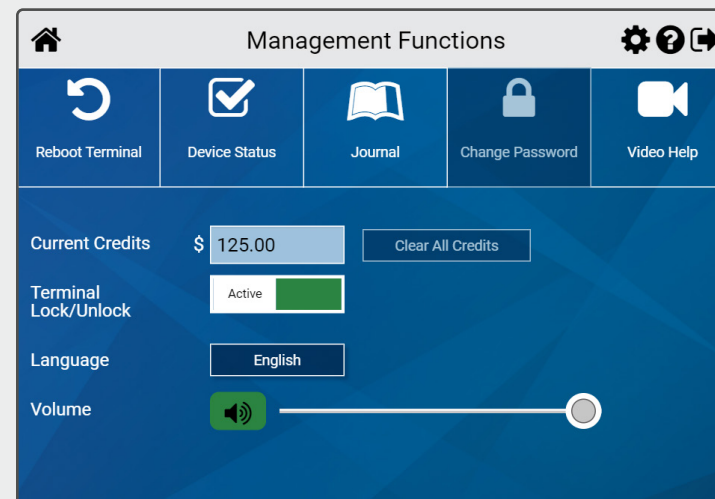 Management Functions
Reboot Terminal
Device Status
Journal
Change Password
Video Help
Current Credits
$ 125.00
Clear All Credits
Terminal
Lock/Unlock
Active
Language
English
Volume